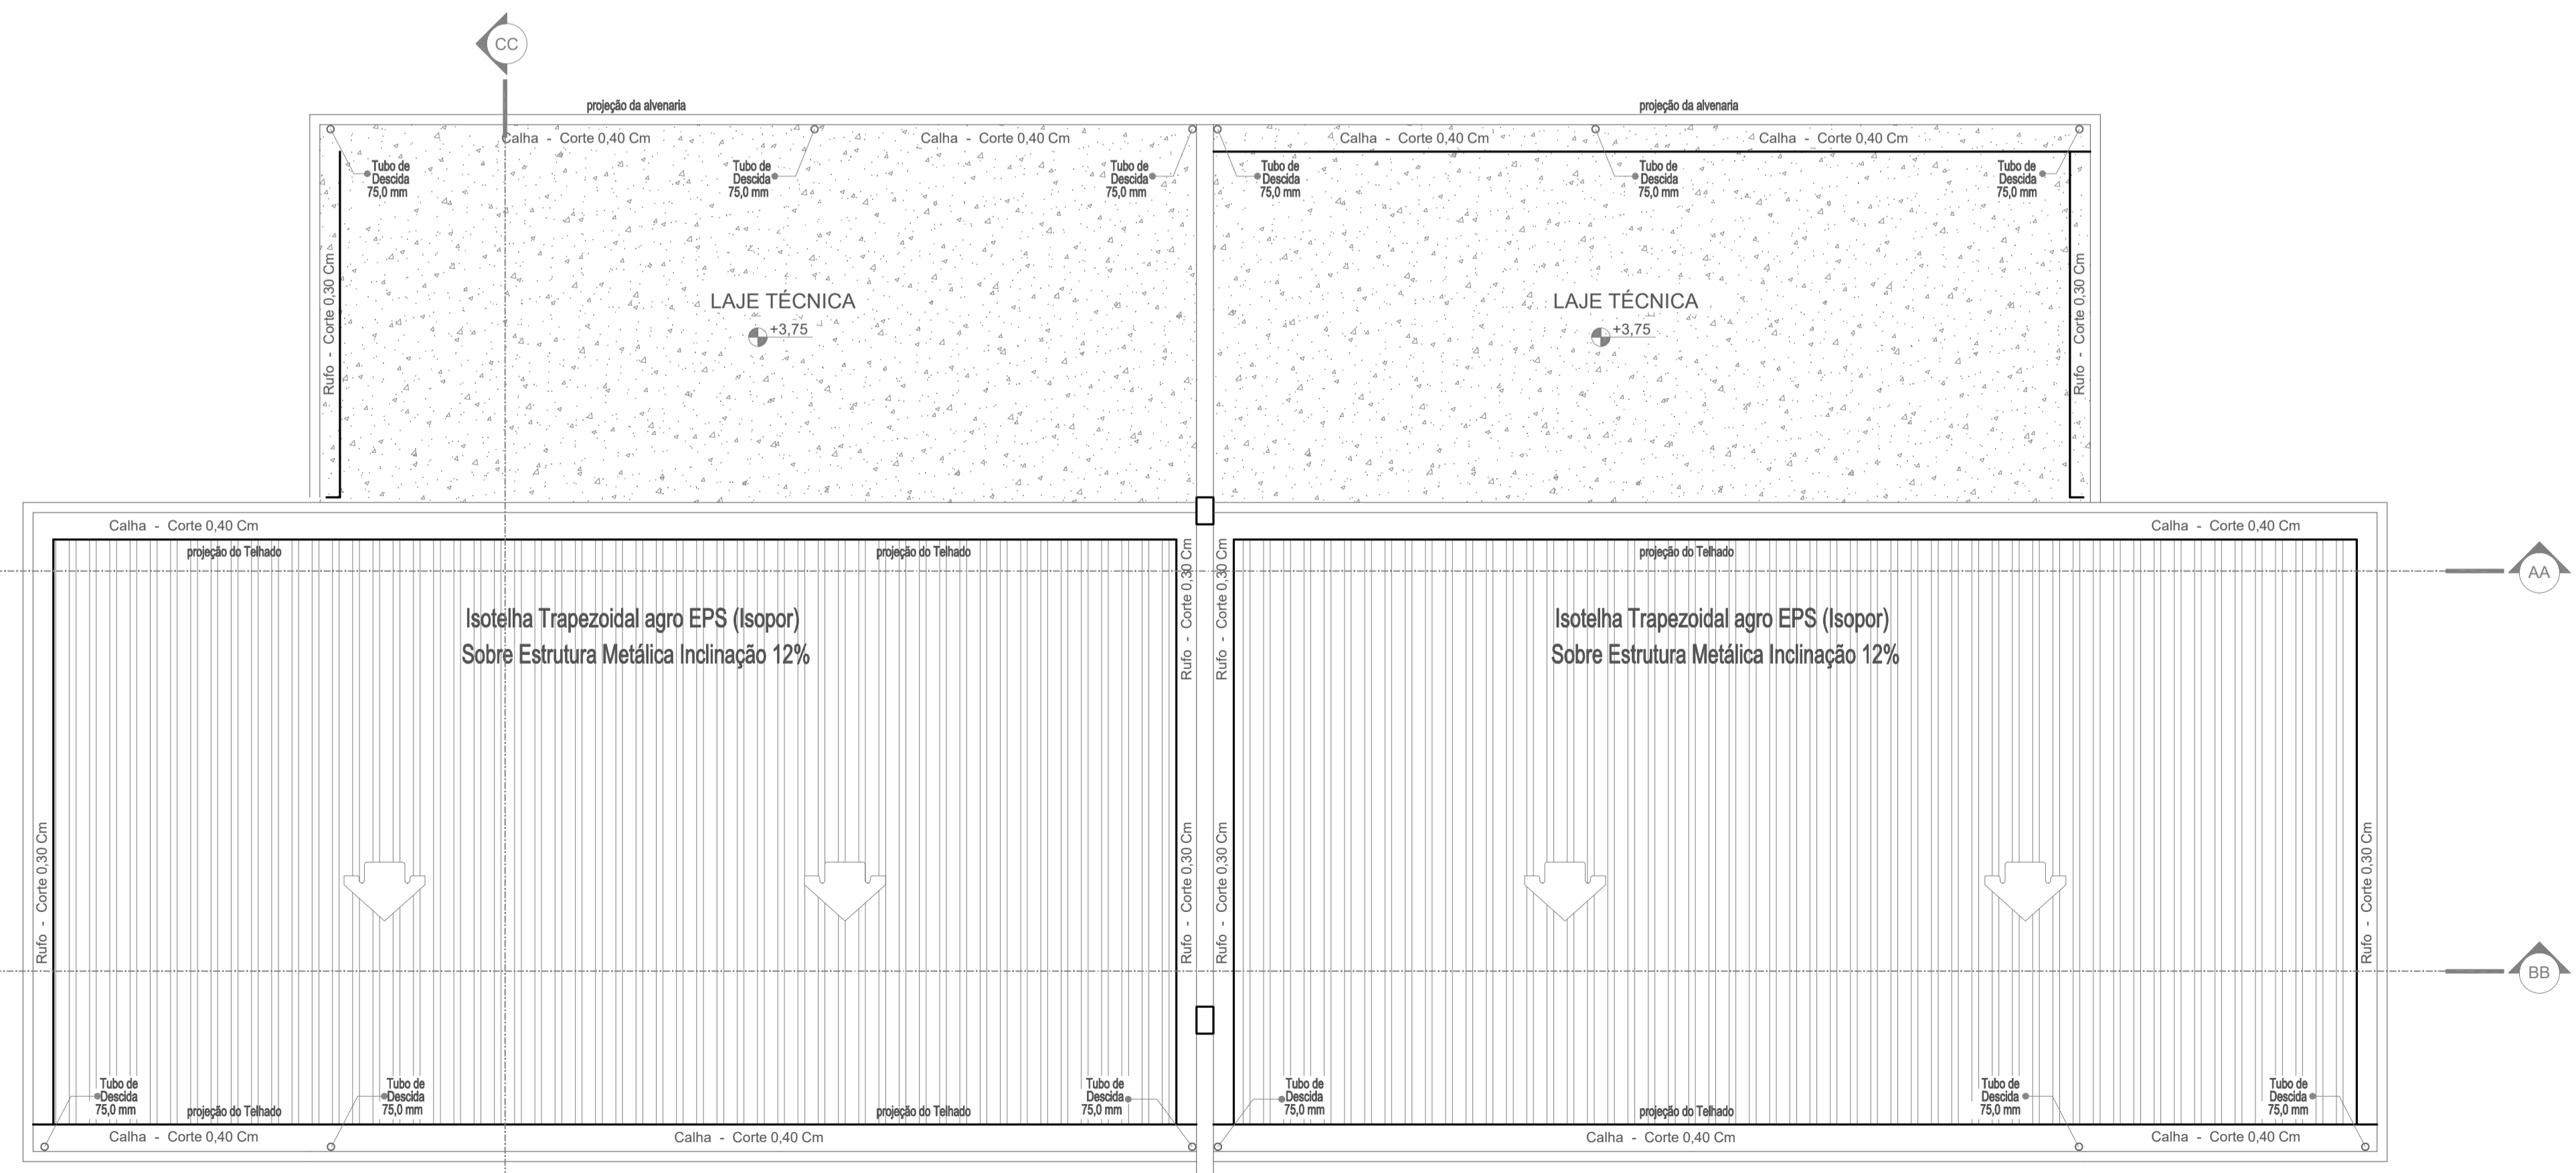 CC
projeção da alvenaria
projeção da alvenaria
Calha - Corte 0,40 Cm
Calha - Corte 0,40 Cm
Calha - Corte 0,40 Cm
Calha - Corte 0,40 Cm
Tubo de
Descida
75,0 mm
Tubo de
Descida
75,0 mm
Tubo de
Descida
75,0 mm
Tubo de
Descida
75,0 mm
Tubo de
Descida
75,0 mm
Tubo de
Descida
75,0 mm
Rufo - Corte 0,30 Cm
LAJE TÉCNICA
+3,75
LAJE TÉCNICA
+3,75
Rufo - Corte 0,30 Cm
Calha - Corte 0,40 Cm
Calha - Corte 0,40 Cm
projeção do Telhado
projeção do Telhado
projeção do Telhado
AA
Rufo - Corte 0,30 Cm
Rufo - Corte 0,30 Cm
Isotelha Trapezoidal agro EPS (Isopor)
Sobre Estrutura Metálica Inclinação 12%
Isotelha Trapezoidal agro EPS (Isopor)
Sobre Estrutura Metálica Inclinação 12%
Rufo - Corte 0,30 Cm
Rufo - Corte 0,30 Cm
Rufo - Corte 0,30 Cm
Rufo - Corte 0,30 Cm
BB
Tubo de
Descida
75,0 mm
Tubo de
Descida
75,0 mm
Tubo de
Descida
75,0 mm
Tubo de
Descida
75,0 mm
Tubo de
Descida
75,0 mm
Tubo de
Descida
75,0 mm
projeção do Telhado
projeção do Telhado
projeção do Telhado
Calha - Corte 0,40 Cm
Calha - Corte 0,40 Cm
Calha - Corte 0,40 Cm
Calha - Corte 0,40 Cm